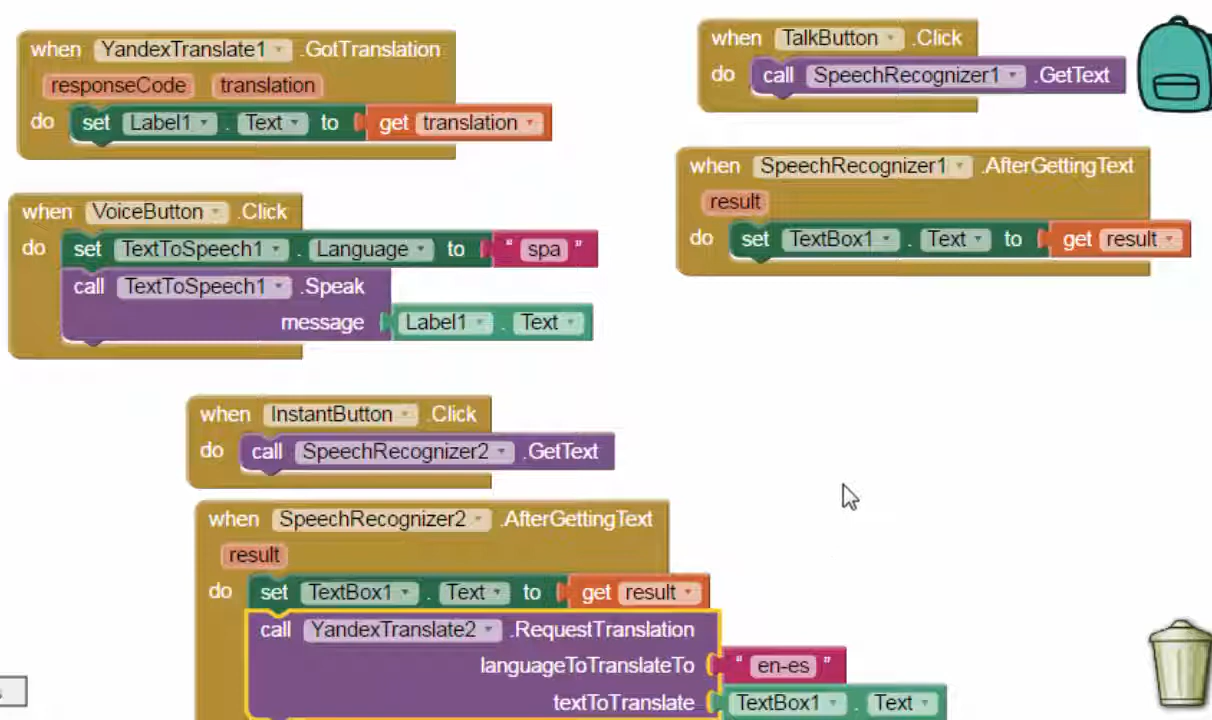 when YandexTranslate1 .GotTranslation
responseCode translation
do set Label1 . Text to get translation
when VoiceButton .Click
do set TextToSpeech1 . Language to " spa "
call TextToSpeech1 .Speak
message Label1 . Text
when TalkButton .Click
do call SpeechRecognizer1 .GetText
when SpeechRecognizer1 .AfterGettingText
result
do set TextBox1 . Text to get result
when InstantButton .Click
do call SpeechRecognizer2 .GetText
when SpeechRecognizer2 .AfterGettingText
result
do set TextBox1 . Text to get result
call YandexTranslate2 .RequestTranslation
languageToTranslateTo " en-es "
textToTranslate TextBox1 . Text